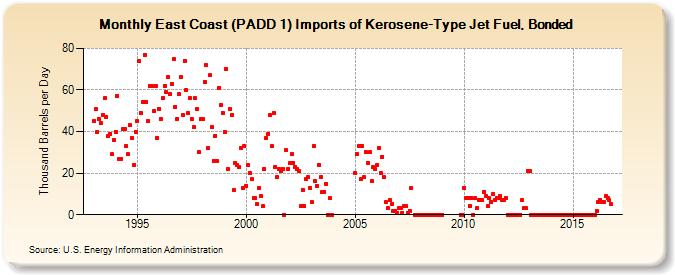 Monthly East Coast (PADD 1) Imports of Kerosene-Type Jet Fuel, Bonded
Thousand Barrels per Day
80
60
40
20
0
1995 2000 2005 2010 2015
Source: U.S. Energy Information Administration